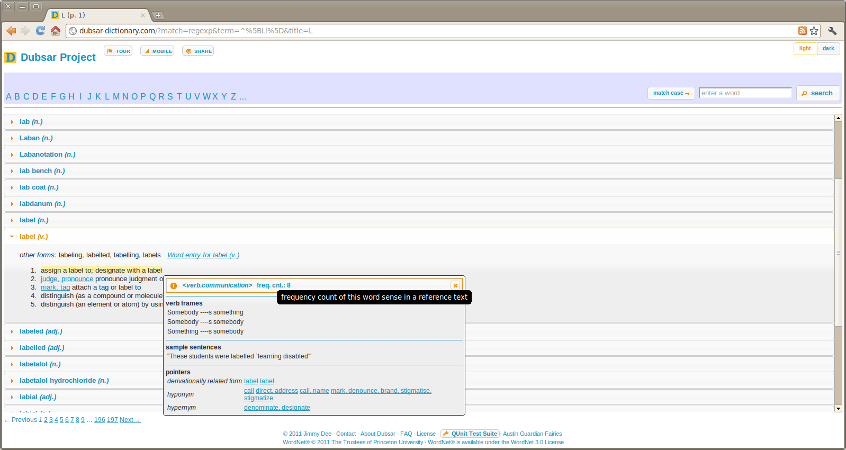 L (p. 1)
dubsar-dictionary.com/?match=regexp&term=^%5BLl%5D&title=L
D Dubsar Project
TOUR
MOBILE
SHARE
light
dark
A B C D E F G H I J K L M N O P Q R S T U V W X Y Z ...
match case ¬
enter a word
search
lab (n.)
Laban (n.)
Labanotation (n.)
lab bench (n.)
lab coat (n.)
labdanum (n.)
label (n.)
label (v.)
other forms: labeling, labelled, labelling, labels Word entry for label (v.)
1. assign a label to; designate with a label
2. judge, pronounce pronounce judgment o
3. mark, tag attach a tag or label to
4. distinguish (as a compound or molecule
5. distinguish (an element or atom) by usin
<verb.communication> freq. cnt.: 8
frequency count of this word sense in a reference text
verb frames
Somebody ----s something
Somebody ----s somebody
Something ----s somebody
sample sentences
"These students were labelled `learning disabled'"
pointers
derivationally related form label label
hyponym call direct, address call, name mark, denounce, brand, stigmatise,
stigmatize
hypernym denominate, designate
labeled (adj.)
labelled (adj.)
labetalol (n.)
labetalol hydrochloride (n.)
labial (adj.)
labial (n.)
← Previous 1 2 3 4 5 6 7 8 9 ... 196 197 Next →
© 2011 Jimmy Dee · Contact · About Dubsar · FAQ · License · QUnit Test Suite · Austin Guardian Fairies
WordNet® © 2011 The Trustees of Princeton University · WordNet® is available under the WordNet 3.0 License